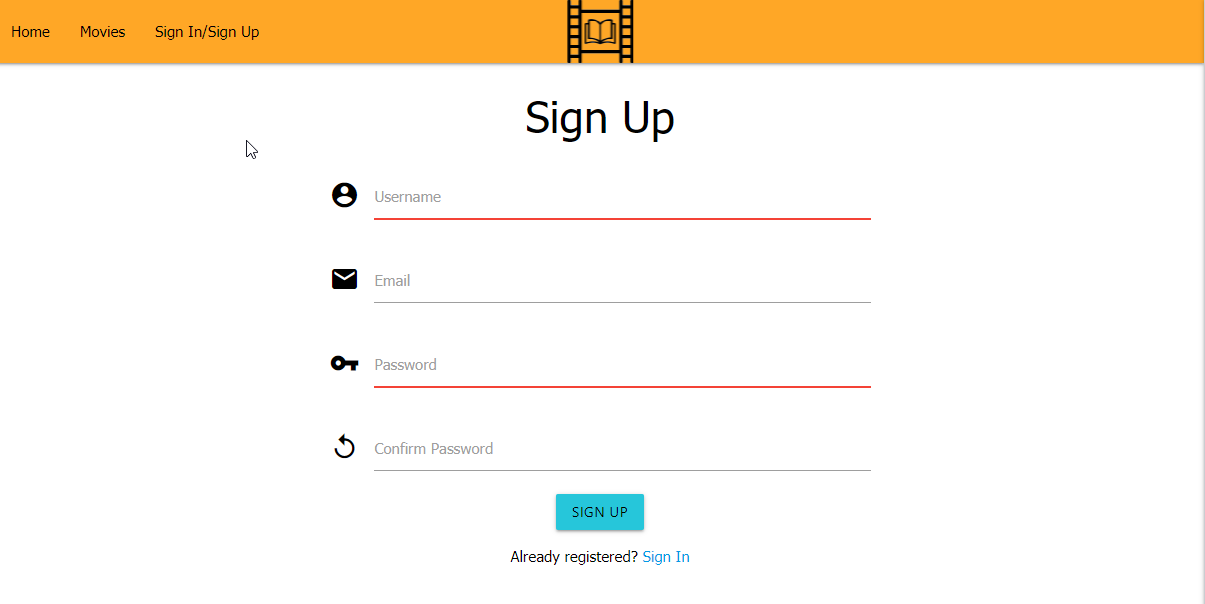 Home Movies Sign In/Sign Up
Sign Up
Username
Email
Password
Confirm Password
SIGN UP
Already registered? Sign In